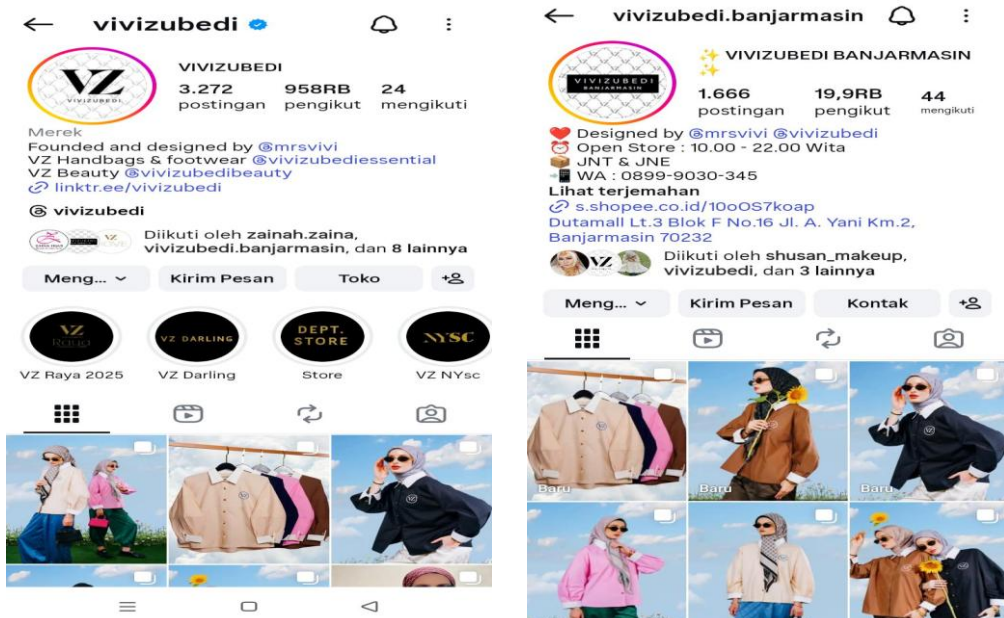 vivizubedi
VZ
VIVIZUBEDI
VIVIZUBEDI
3.272
958RB
24
postingan
pengikut
mengikuti
Merek
Founded and designed by @mrsvivi
VZ Handbags & footwear @vivizubediessential
VZ Beauty @vivizubedibeauty
linktr.ee/vivizubedi
vivizubedi
Diikuti oleh zainah.zaina,
vivizubedi.banjarmasin, dan 8 lainnya
Meng...
Kirim Pesan
Toko
VZ
Raya
VZ DARLING
DEPT.
STORE
NYSC
VZ Raya 2025
VZ Darling
Store
VZ NYsc
vivizubedi.banjarmasin
VIVIZUBEDI
BANJARMASIN
✨ VIVIZUBEDI BANJARMASIN
✨
1.666
19,9RB
44
postingan
pengikut
mengikuti
❤️ Designed by @mrsvivi @vivizubedi
⏰ Open Store : 10.00 - 22.00 Wita
📦 JNT & JNE
📲 WA : 0899-9030-345
Lihat terjemahan
s.shopee.co.id/10oOS7koap
Dutamall Lt.3 Blok F No.16 Jl. A. Yani Km.2,
Banjarmasin 70232
VZ
Diikuti oleh shusan_makeup,
vivizubedi, dan 3 lainnya
Meng...
Kirim Pesan
Kontak
Baru
Baru
Baru